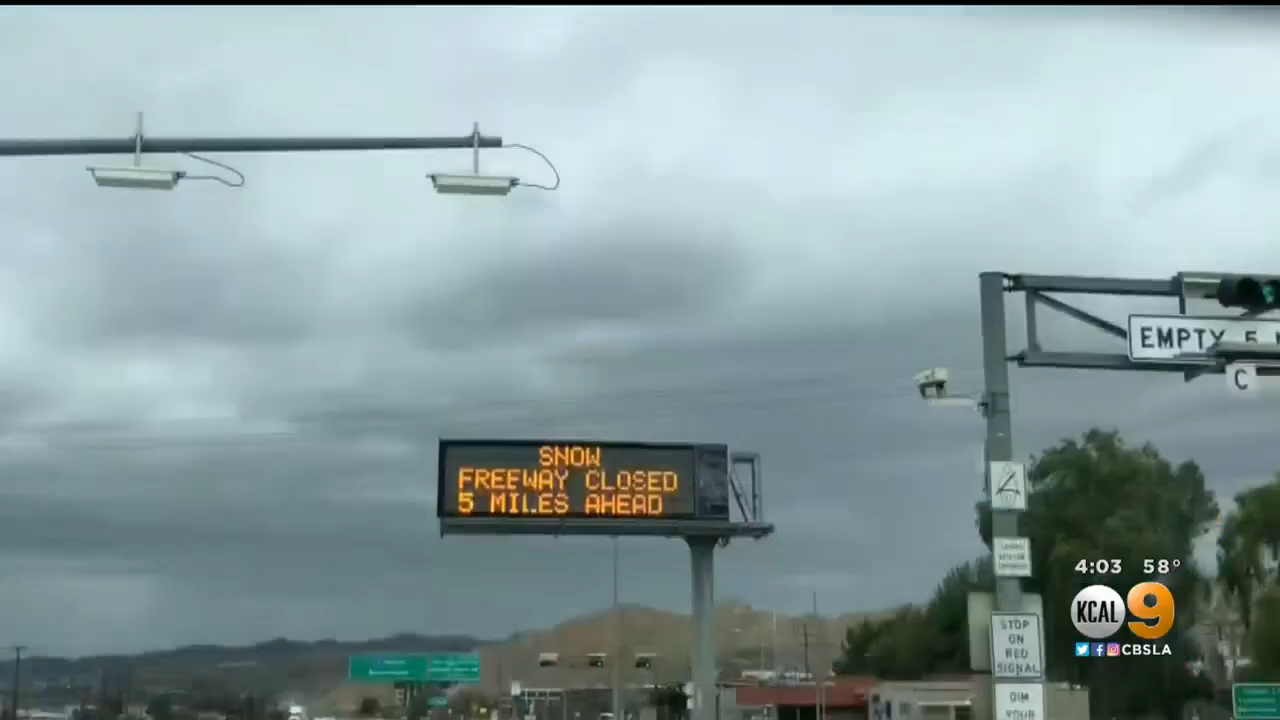 EMPTY 5
C
SNOW
FREEWAY CLOSED
5 MILES AHEAD
4:03 58°
KCAL 9
CBSLA
STOP
ON
RED
SIGNAL
DIM
YOUR